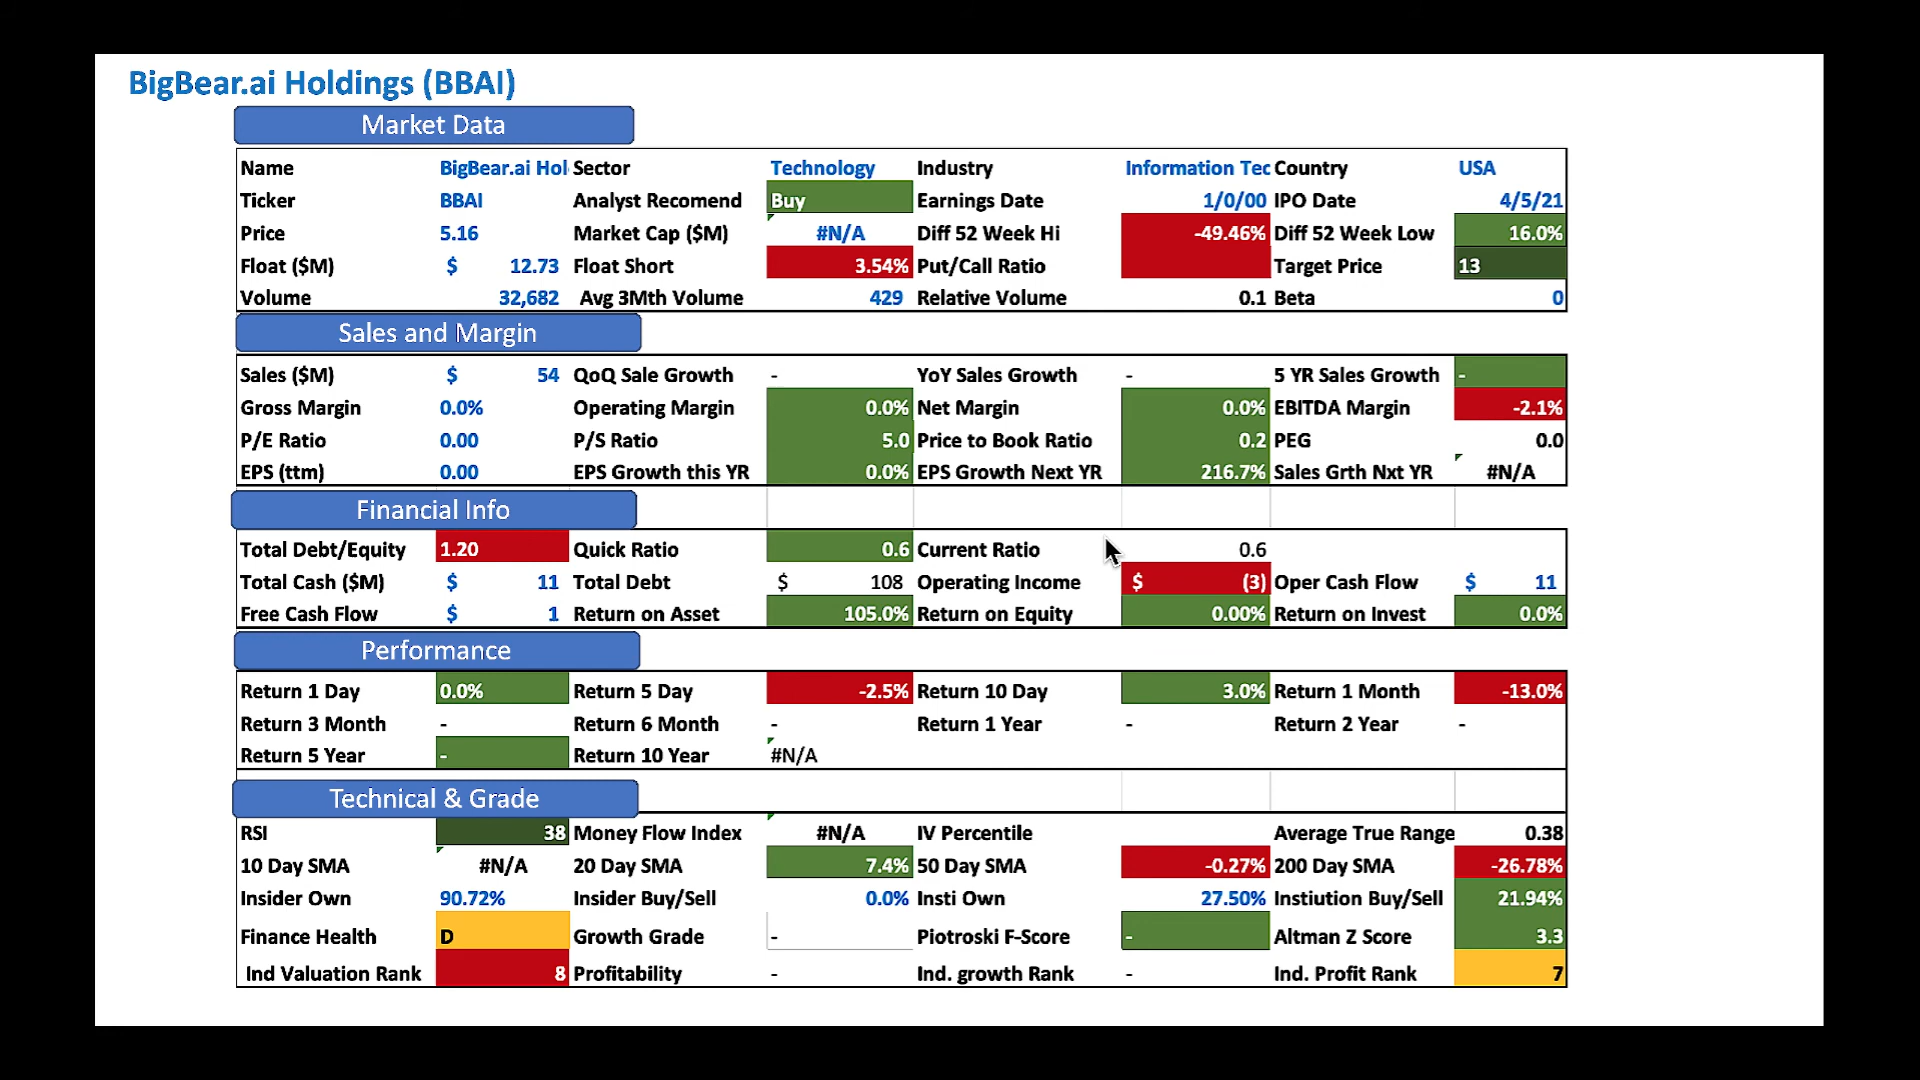 BigBear.ai Holdings (BBAI)
Market Data
Name BigBear.ai Hol Sector Technology Industry Information Tec Country USA
Ticker BBAI Analyst Recomend Buy Earnings Date 1/0/00 IPO Date 4/5/21
Price 5.16 Market Cap ($M) #N/A Diff 52 Week Hi -49.46% Diff 52 Week Low 16.0%
Float ($M) $ 12.73 Float Short 3.54% Put/Call Ratio Target Price 13
Volume 32,682 Avg 3Mth Volume 429 Relative Volume 0.1 Beta 0
Sales and Margin
Sales ($M) $ 54 QoQ Sale Growth - YoY Sales Growth - 5 YR Sales Growth -
Gross Margin 0.0% Operating Margin 0.0% Net Margin 0.0% EBITDA Margin -2.1%
P/E Ratio 0.00 P/S Ratio 5.0 Price to Book Ratio 0.2 PEG 0.0
EPS (ttm) 0.00 EPS Growth this YR 0.0% EPS Growth Next YR 216.7% Sales Grth Nxt YR #N/A
Financial Info
Total Debt/Equity 1.20 Quick Ratio 0.6 Current Ratio 0.6
Total Cash ($M) $ 11 Total Debt $ 108 Operating Income $ (3) Oper Cash Flow $ 11
Free Cash Flow $ 1 Return on Asset 105.0% Return on Equity 0.00% Return on Invest 0.0%
Performance
Return 1 Day 0.0% Return 5 Day -2.5% Return 10 Day 3.0% Return 1 Month -13.0%
Return 3 Month - Return 6 Month - Return 1 Year - Return 2 Year -
Return 5 Year - Return 10 Year #N/A
Technical & Grade
RSI 38 Money Flow Index #N/A IV Percentile Average True Range 0.38
10 Day SMA #N/A 20 Day SMA 7.4% 50 Day SMA -0.27% 200 Day SMA -26.78%
Insider Own 90.72% Insider Buy/Sell 0.0% Insti Own 27.50% Instiution Buy/Sell 21.94%
Finance Health D Growth Grade - Piotroski F-Score - Altman Z Score 3.3
Ind Valuation Rank 8 Profitability - Ind. growth Rank - Ind. Profit Rank 7